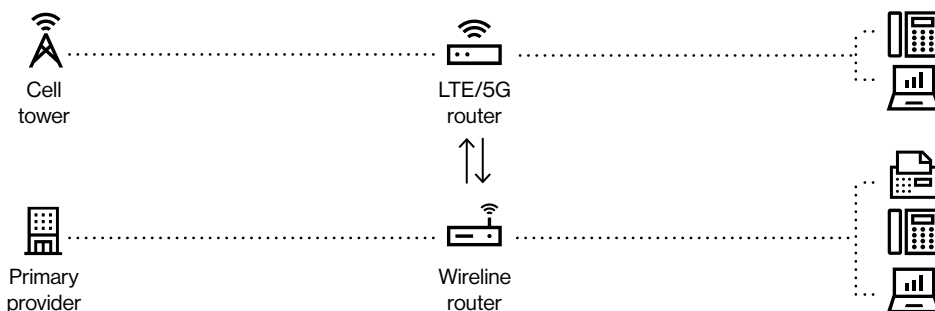 Cell
tower
LTE/5G
router
Primary
provider
Wireline
router